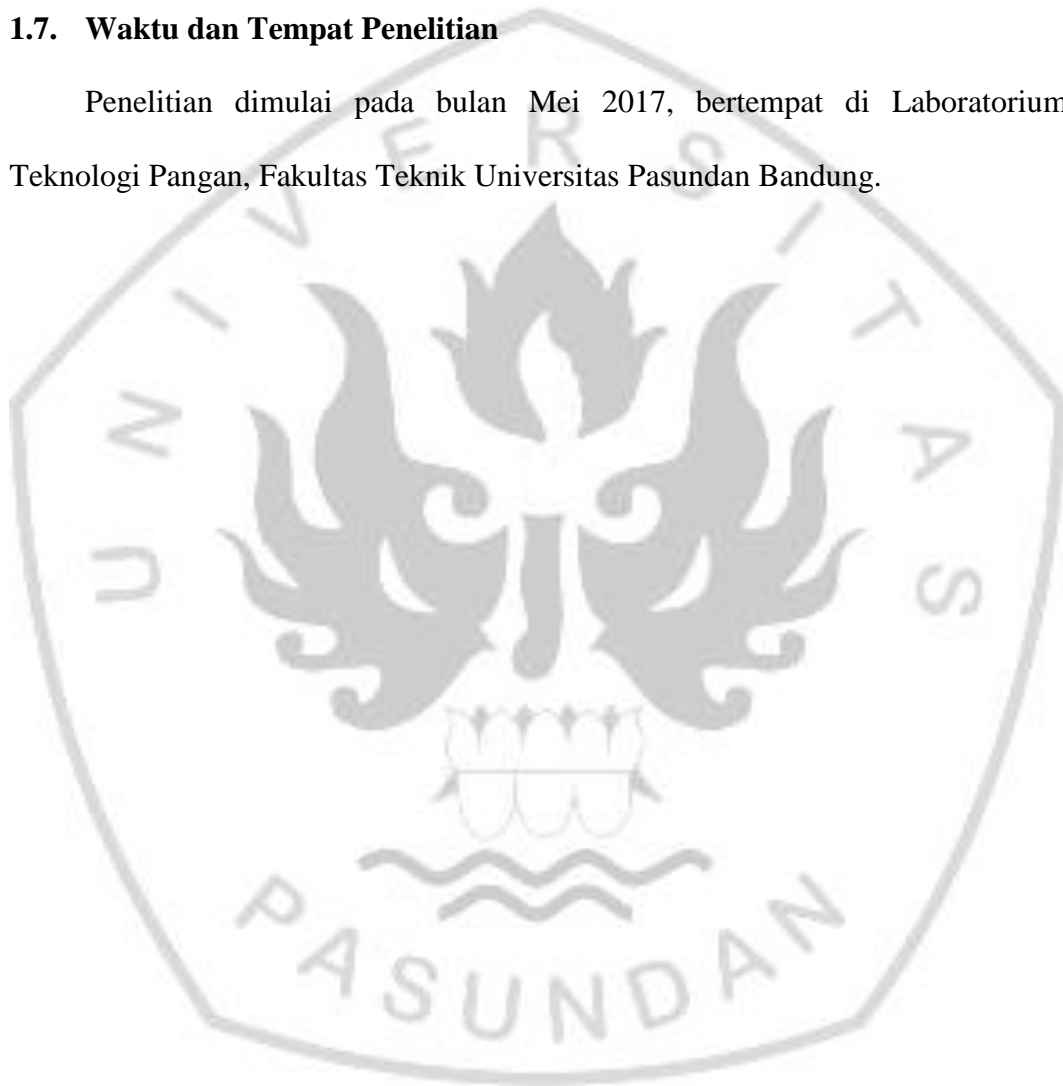 1.7. Waktu dan Tempat Penelitian
Penelitian dimulai pada bulan Mei 2017, bertempat di Laboratorium
Teknologi Pangan, Fakultas Teknik Universitas Pasundan Bandung.
UNIVERSITAS
PASUNDAN